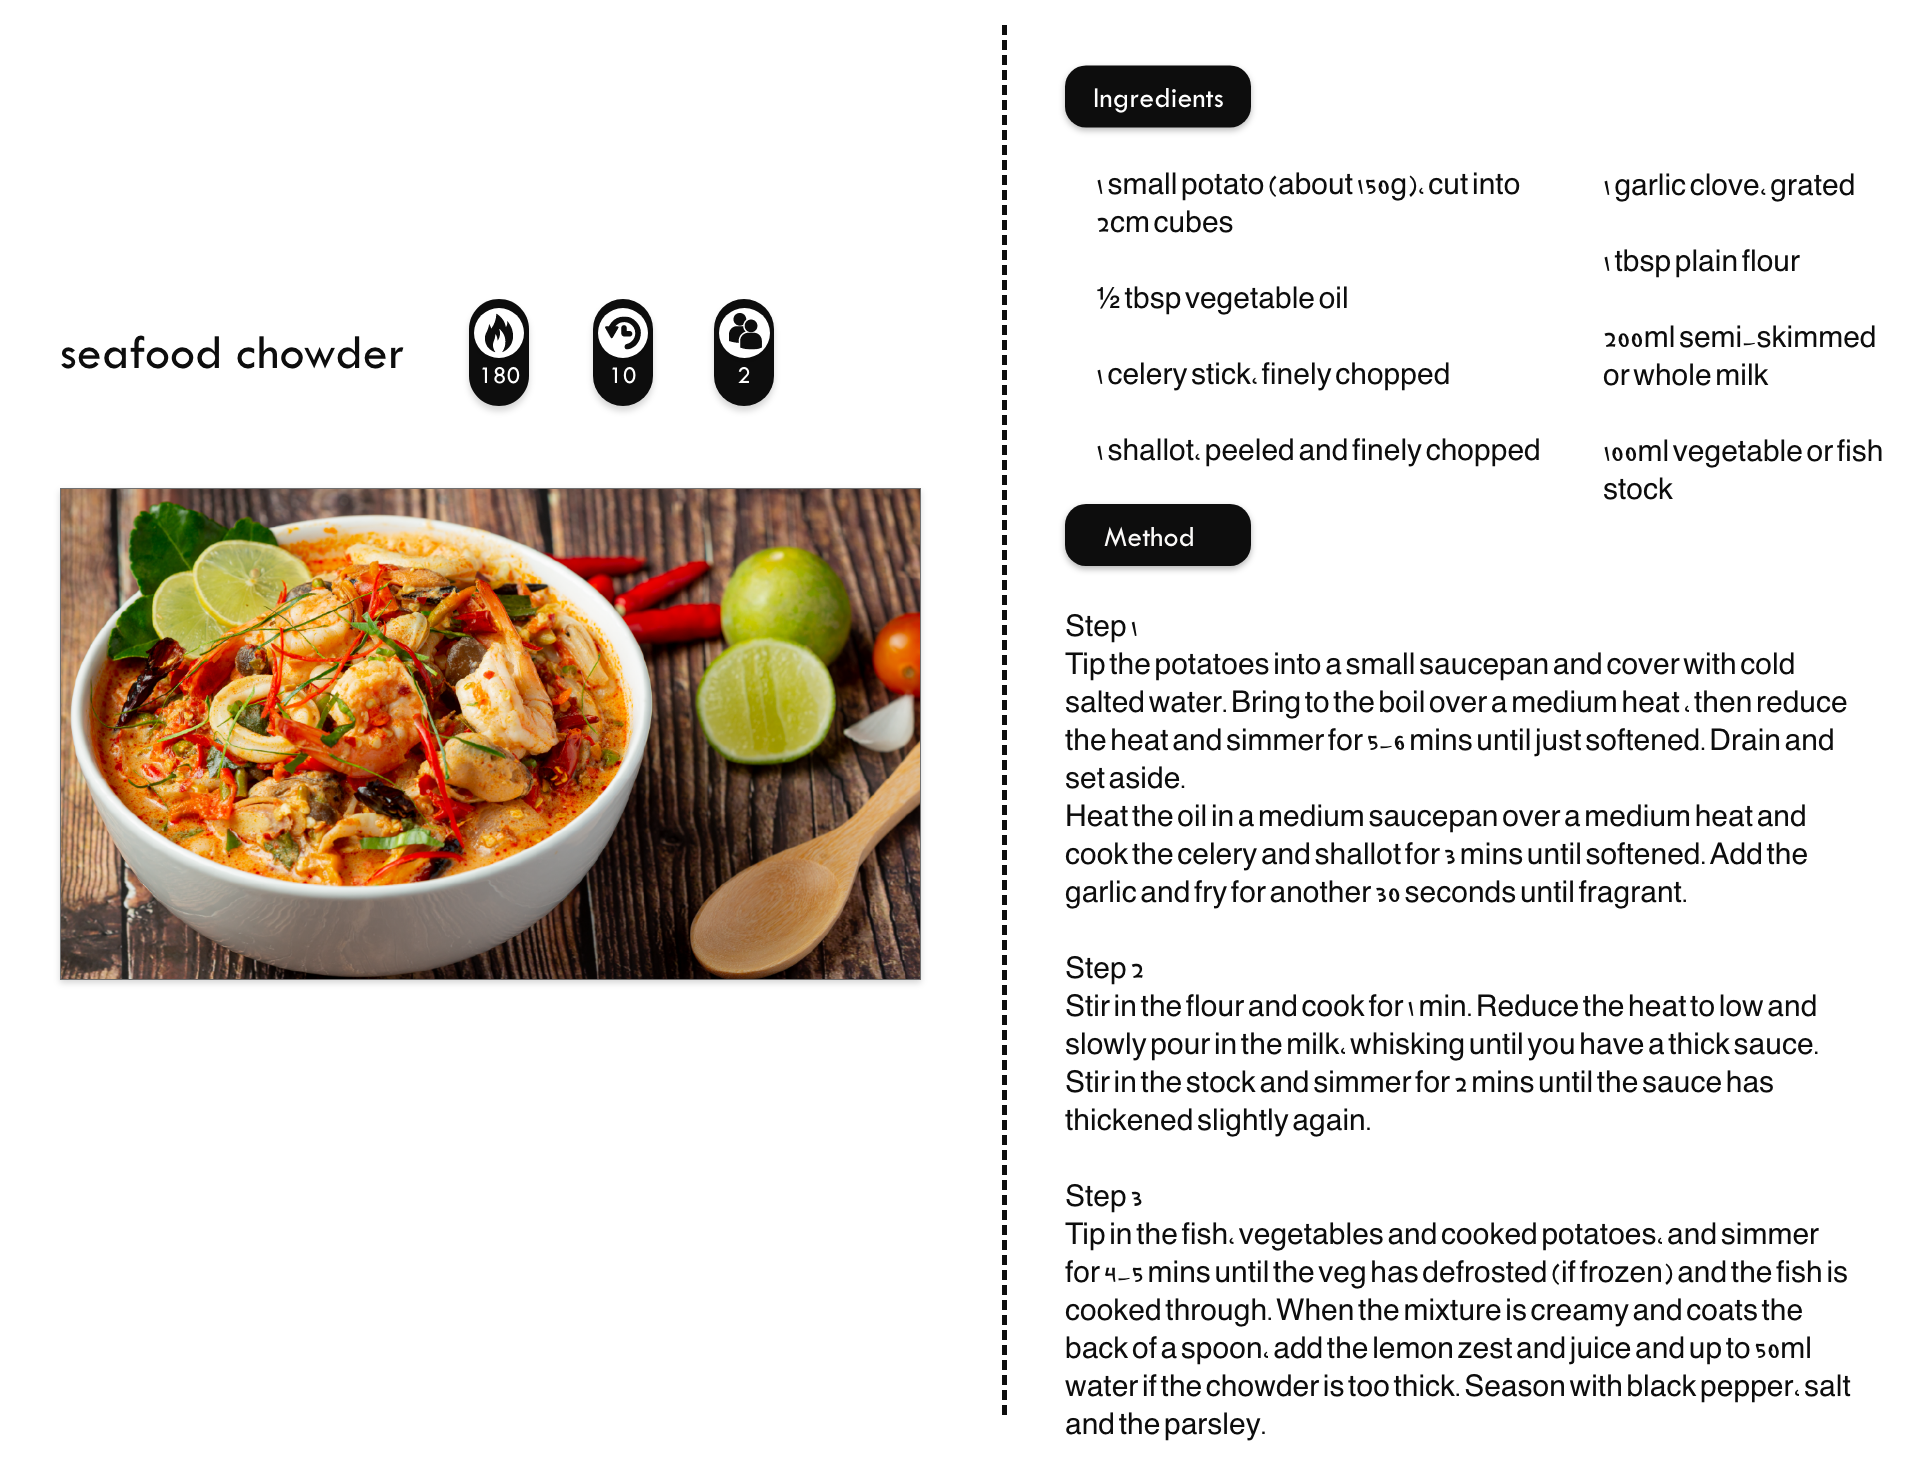 seafood chowder
180
10
2
Ingredients
1 small potato (about 150g), cut into
2cm cubes
½ tbsp vegetable oil
1 celery stick, finely chopped
1 shallot, peeled and finely chopped
1 garlic clove, grated
1 tbsp plain flour
200ml semi-skimmed
or whole milk
100ml vegetable or fish
stock
Method
Step 1
Tip the potatoes into a small saucepan and cover with cold
salted water. Bring to the boil over a medium heat , then reduce
the heat and simmer for 5-6 mins until just softened. Drain and
set aside.
Heat the oil in a medium saucepan over a medium heat and
cook the celery and shallot for 3 mins until softened. Add the
garlic and fry for another 30 seconds until fragrant.
Step 2
Stir in the flour and cook for 1 min. Reduce the heat to low and
slowly pour in the milk, whisking until you have a thick sauce.
Stir in the stock and simmer for 2 mins until the sauce has
thickened slightly again.
Step 3
Tip in the fish, vegetables and cooked potatoes, and simmer
for 4-5 mins until the veg has defrosted (if frozen) and the fish is
cooked through. When the mixture is creamy and coats the
back of a spoon, add the lemon zest and juice and up to 50ml
water if the chowder is too thick. Season with black pepper, salt
and the parsley.